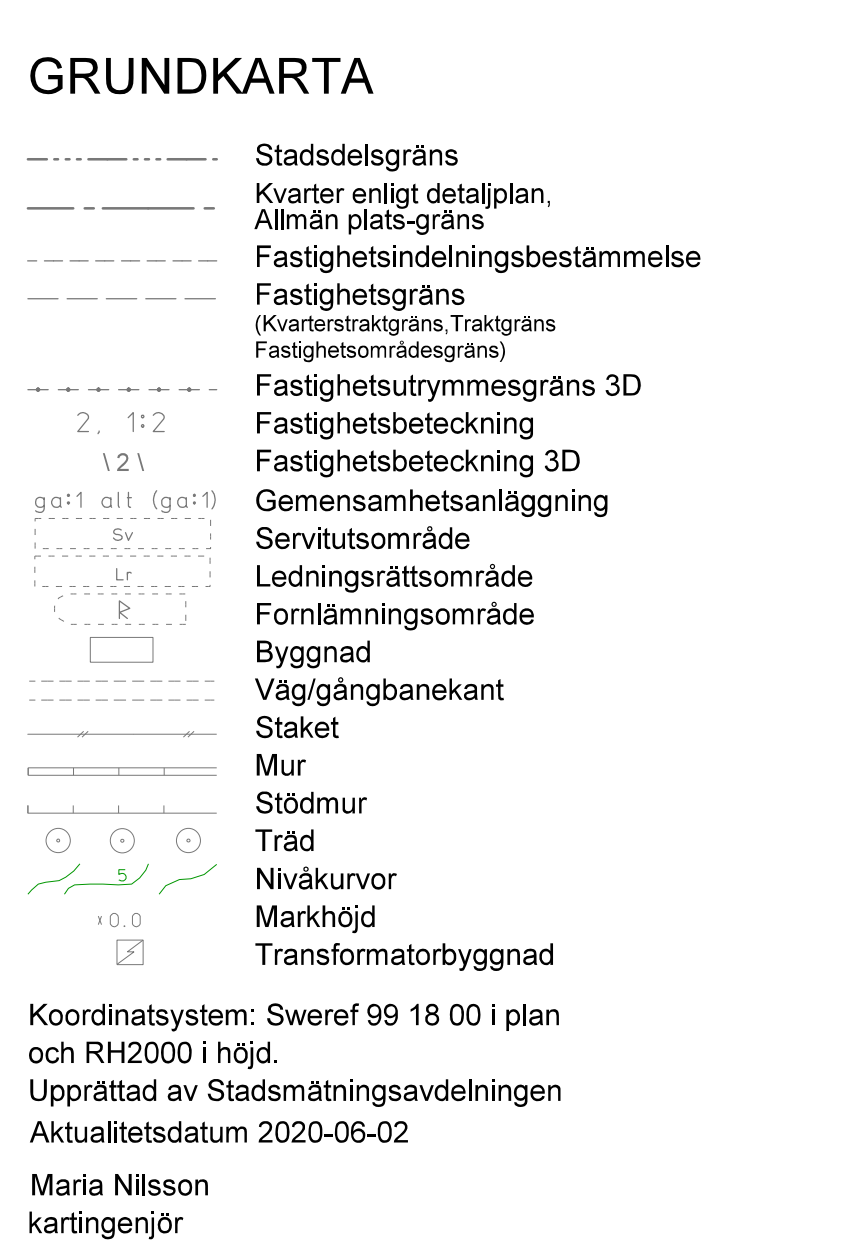 GRUNDKARTA
Stadsdelsgräns
Kvarter enligt detaljplan,
Allmän plats-gräns
Fastighetsindelningsbestämmelse
Fastighetsgräns
(Kvarterstraktgräns,Traktgräns
Fastighetsområdesgräns)
Fastighetsutrymmesgräns 3D
2, 1:2 Fastighetsbeteckning
\2\ Fastighetsbeteckning 3D
ga:1 alt (ga:1) Gemensamhetsanläggning
Sv Servitutsområde
Lr Ledningsrättsområde
R Fornlämningsområde
Byggnad
Väg/gångbanekant
Staket
Mur
Stödmur
Träd
5 Nivåkurvor
x0.0 Markhöjd
Transformatorbyggnad
Koordinatsystem: Sweref 99 18 00 i plan
och RH2000 i höjd.
Upprättad av Stadsmätningsavdelningen
Aktualitetsdatum 2020-06-02
Maria Nilsson
kartingenjör